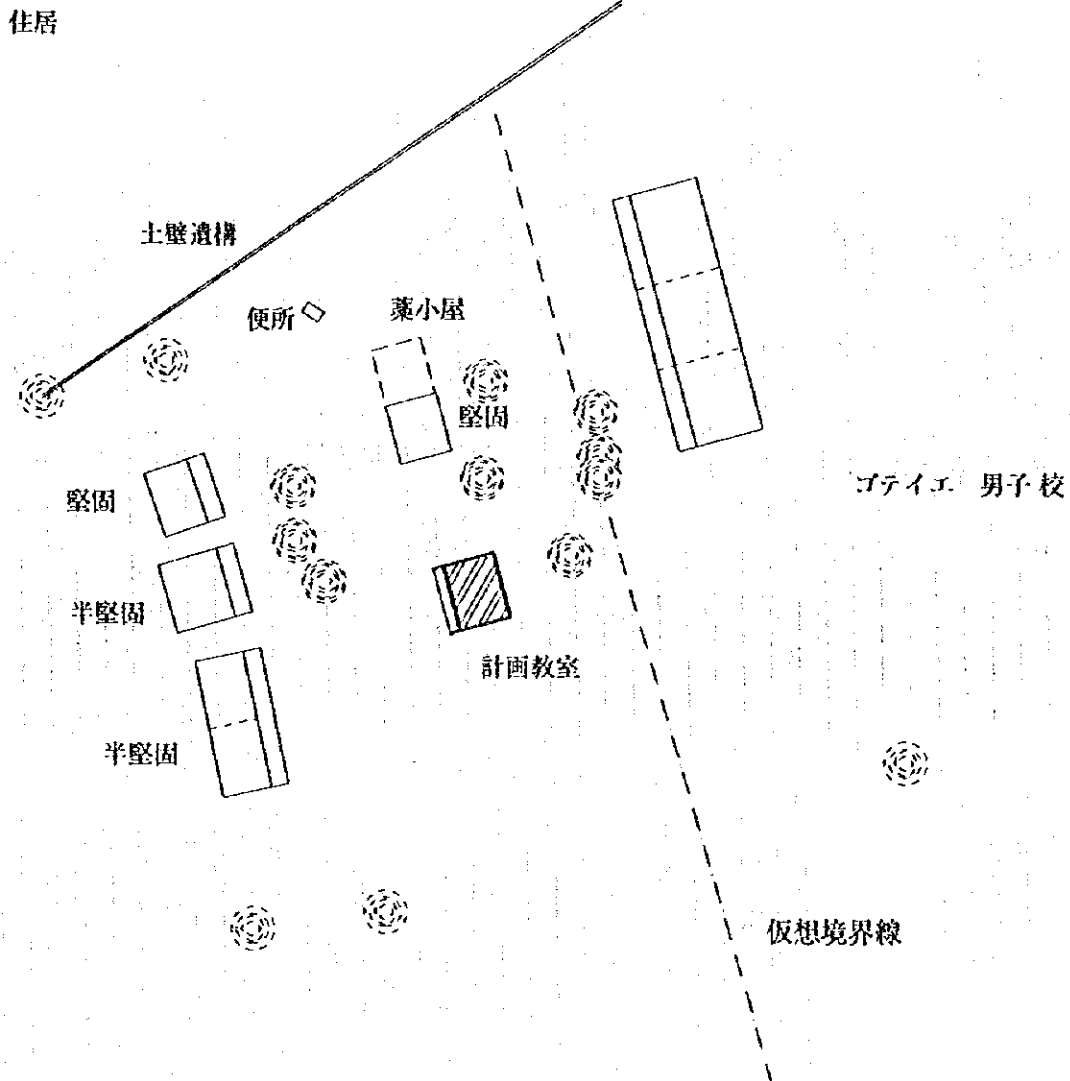 住居
土壁遺構
便所
藁小屋
堅固
堅固
ゴテイエ 男子校
半堅固
計画教室
半堅固
仮想境界線